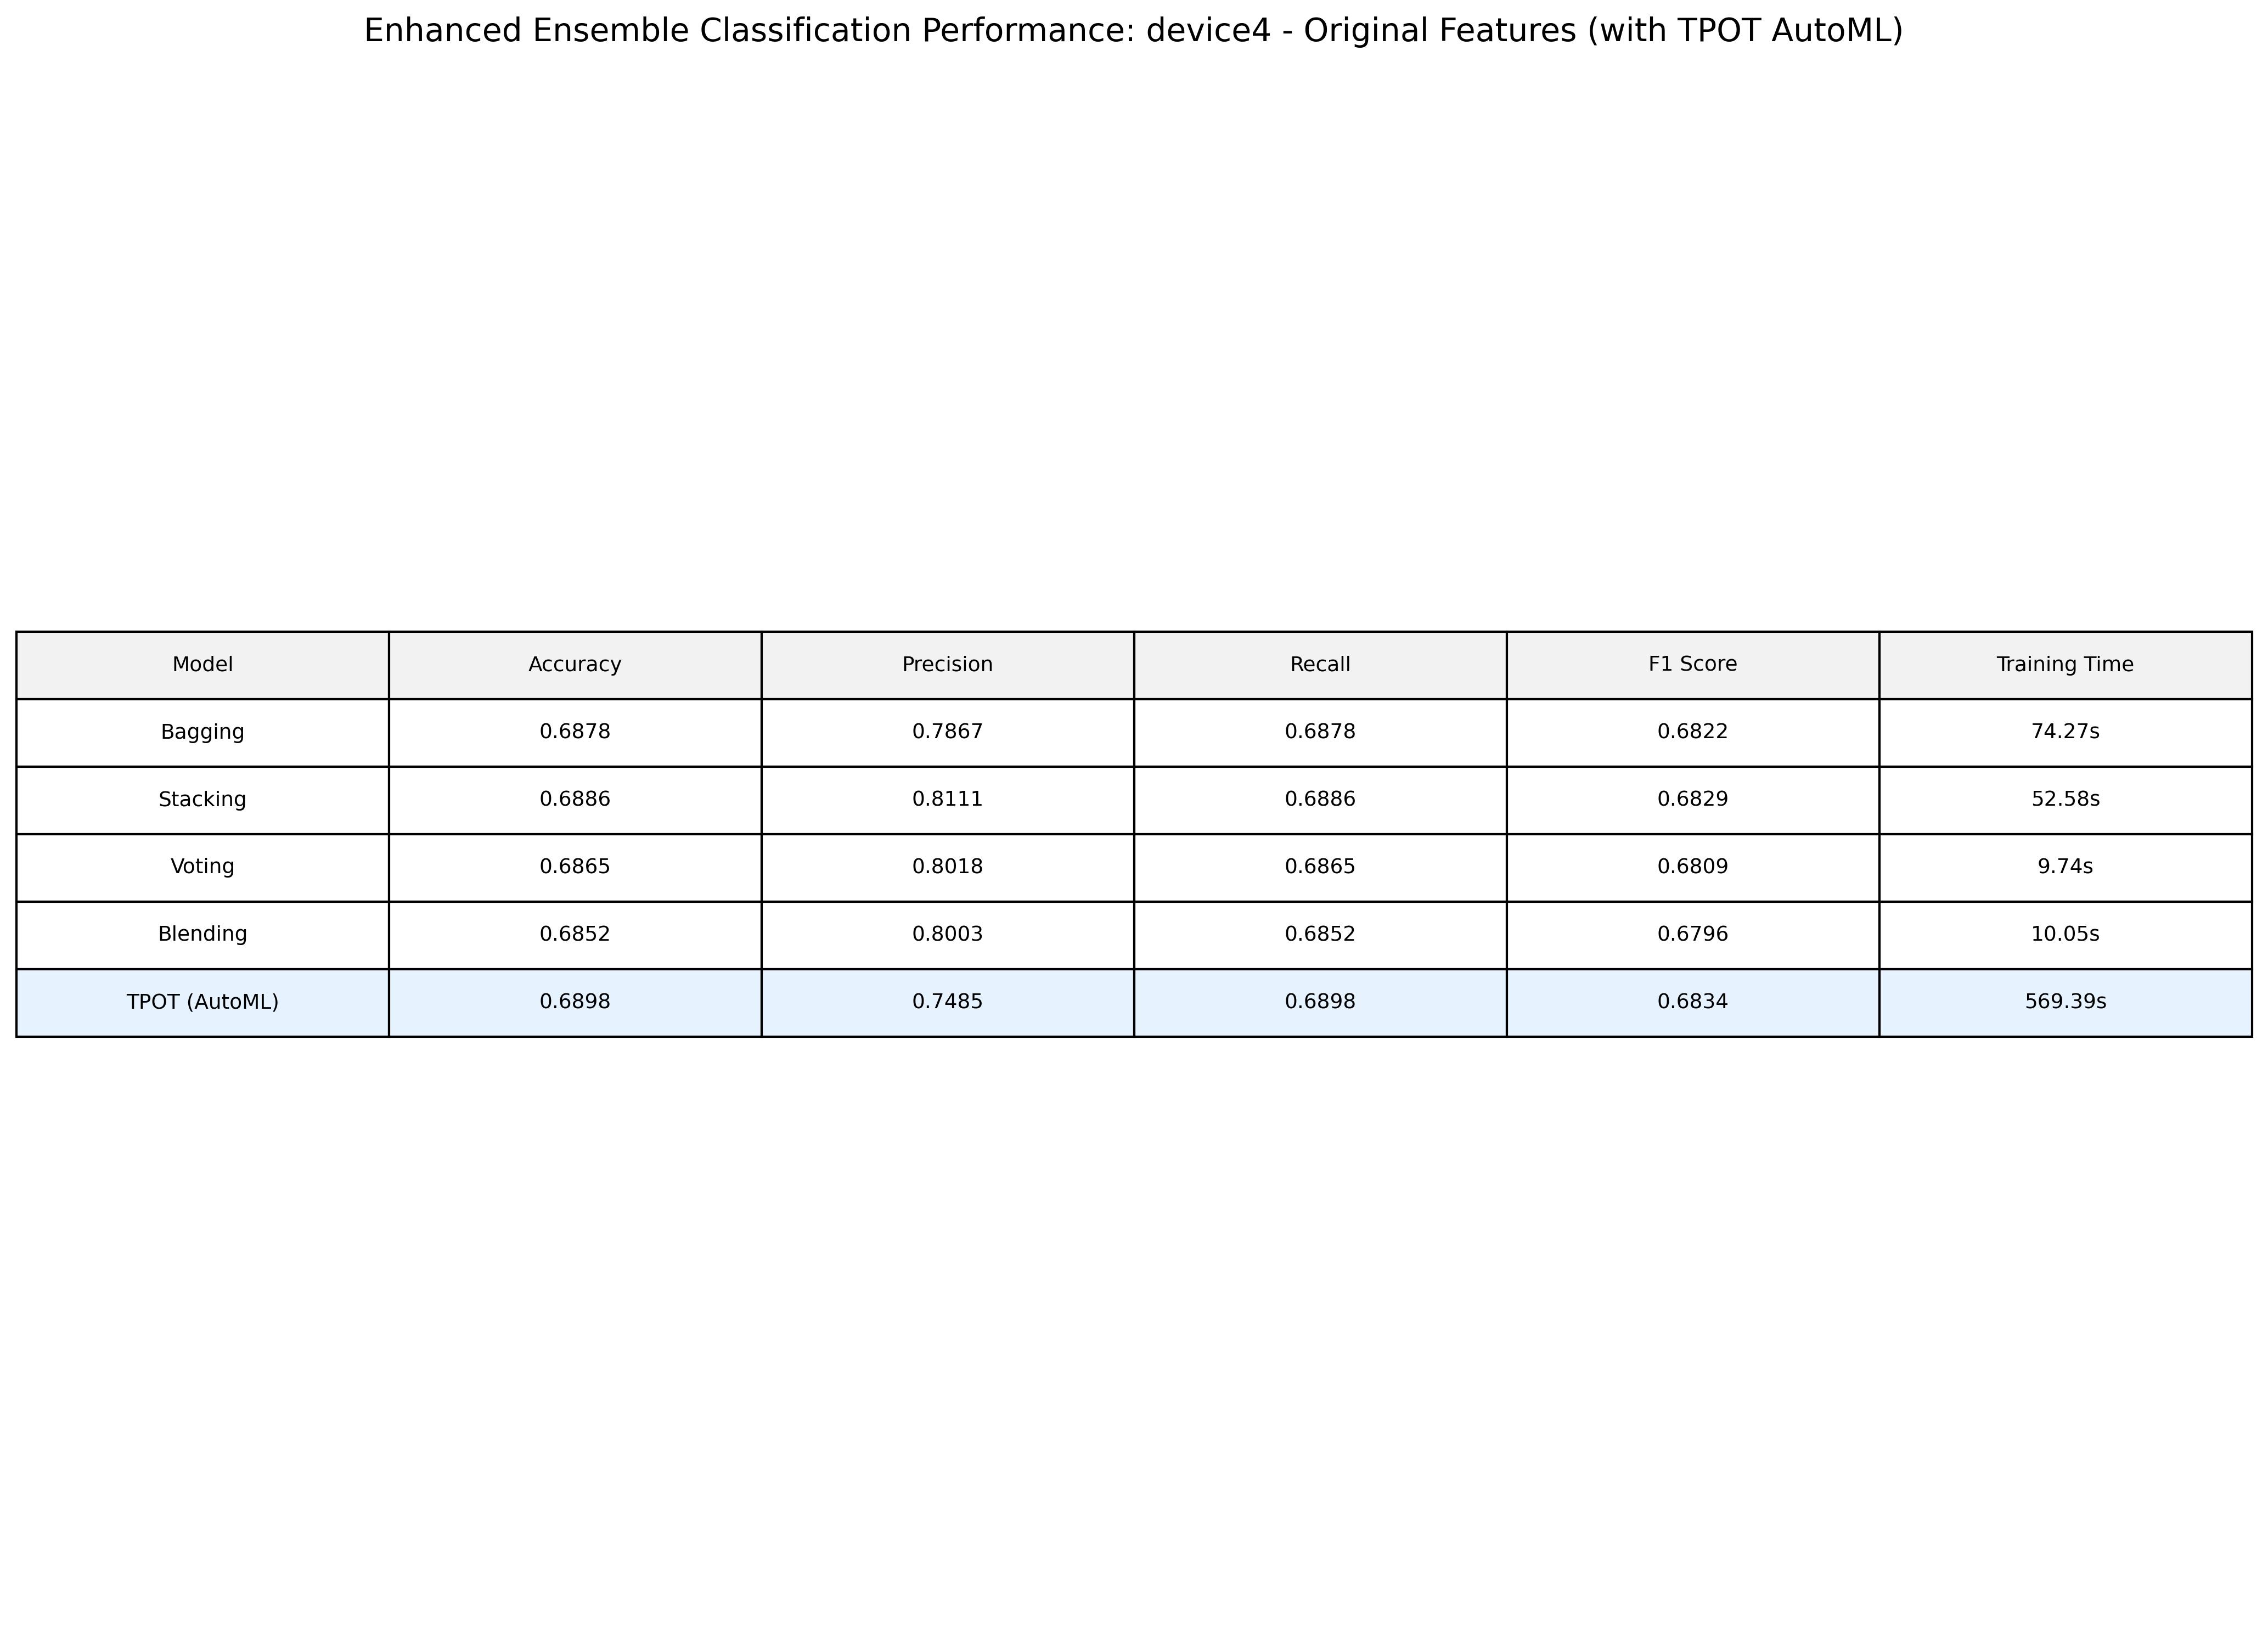 Enhanced Ensemble Classification Performance: device4 - Original Features (with TPOT AutoML)
Model Accuracy Precision Recall F1 Score Training Time
Bagging 0.6878 0.7867 0.6878 0.6822 74.27s
Stacking 0.6886 0.8111 0.6886 0.6829 52.58s
Voting 0.6865 0.8018 0.6865 0.6809 9.74s
Blending 0.6852 0.8003 0.6852 0.6796 10.05s
TPOT (AutoML) 0.6898 0.7485 0.6898 0.6834 569.39s